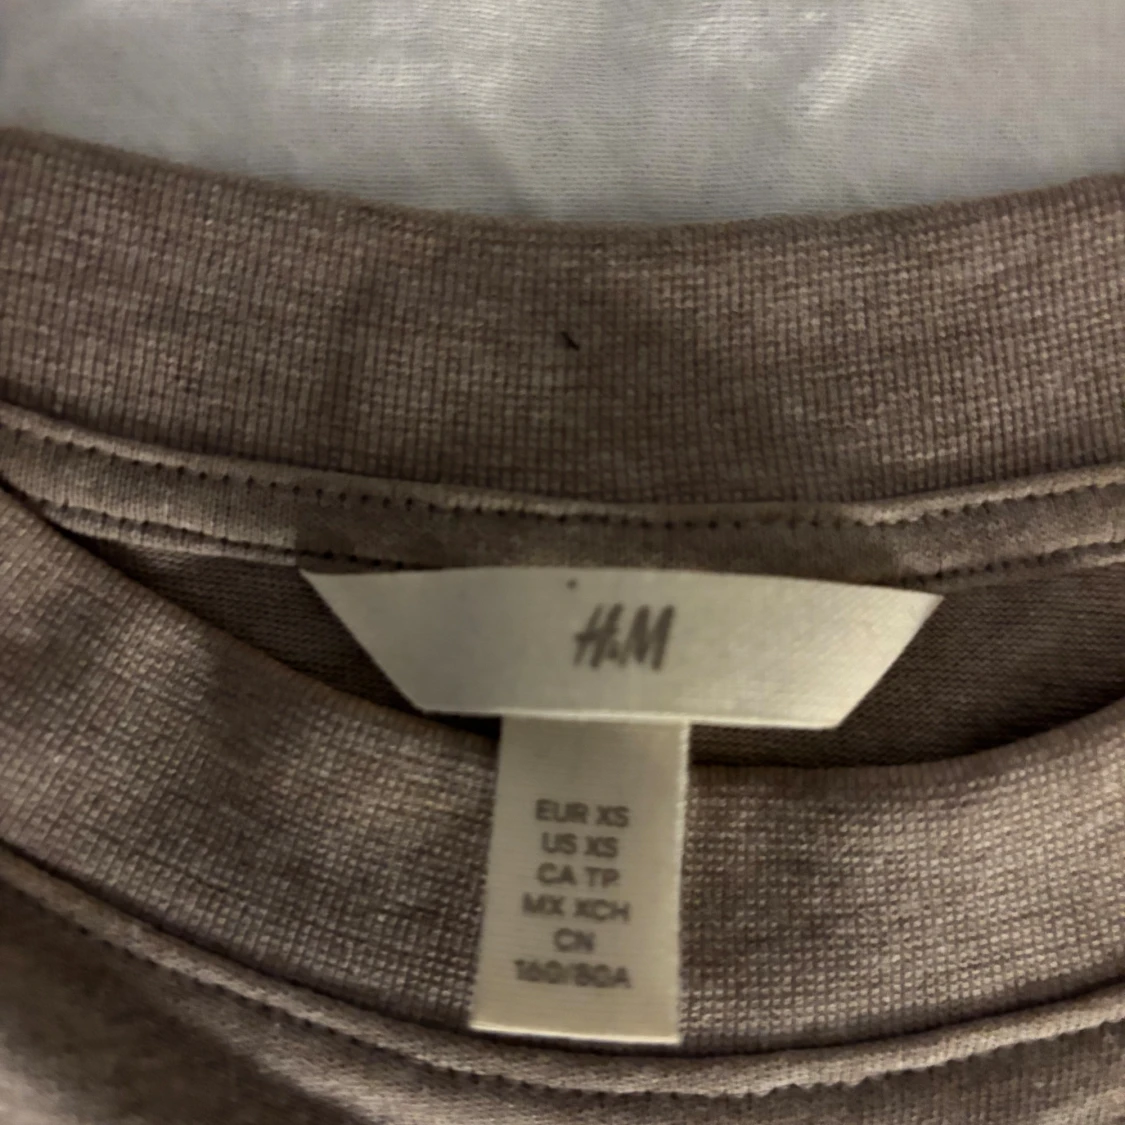 H&M
EUR XS
US XS
CA TP
MX XCH
CN
160/80A